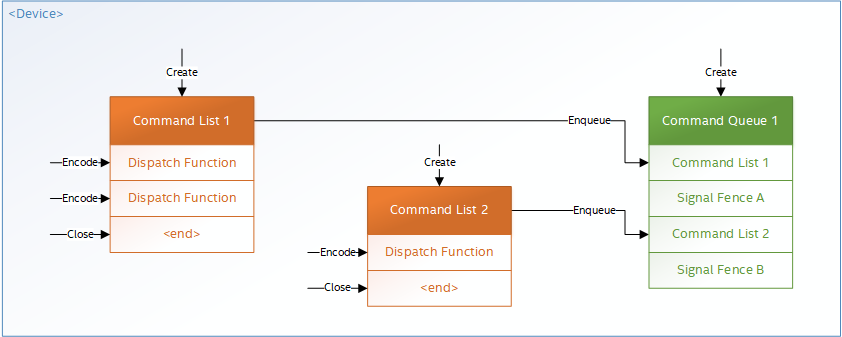 <Device>
Create
Create
Command List 1
Enqueue
Command Queue 1
Create
Encode
Dispatch Function
Command List 1
Encode
Dispatch Function
Signal Fence A
Command List 2
Enqueue
Close
<end>
Command List 2
Encode
Dispatch Function
Signal Fence B
Close
<end>